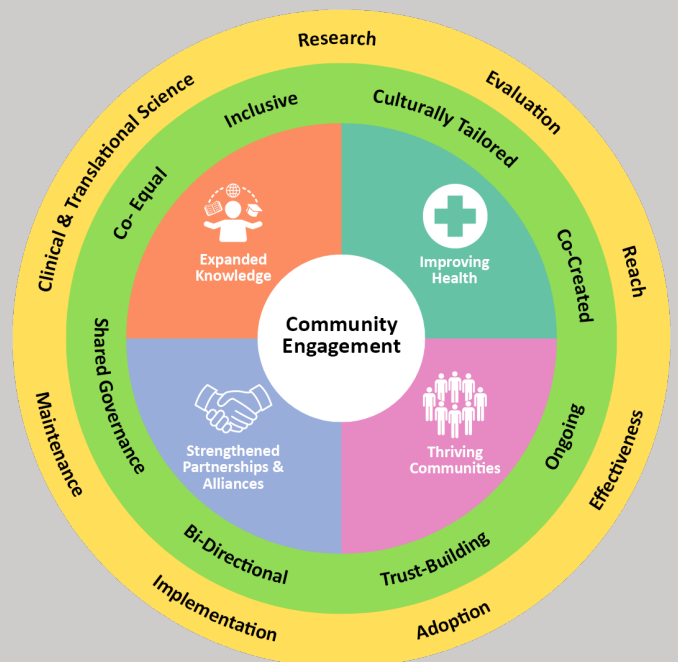 Research
Evaluation
Reach
Effectiveness
Adoption
Implementation
Maintenance
Clinical & Translational Science
Inclusive
Culturally Tailored
Co-Created
Ongoing
Trust-Building
Bi-Directional
Shared Governance
Co- Equal
Expanded
Knowledge
Improving
Health
Community
Engagement
Strengthened
Partnerships &
Alliances
Thriving
Communities